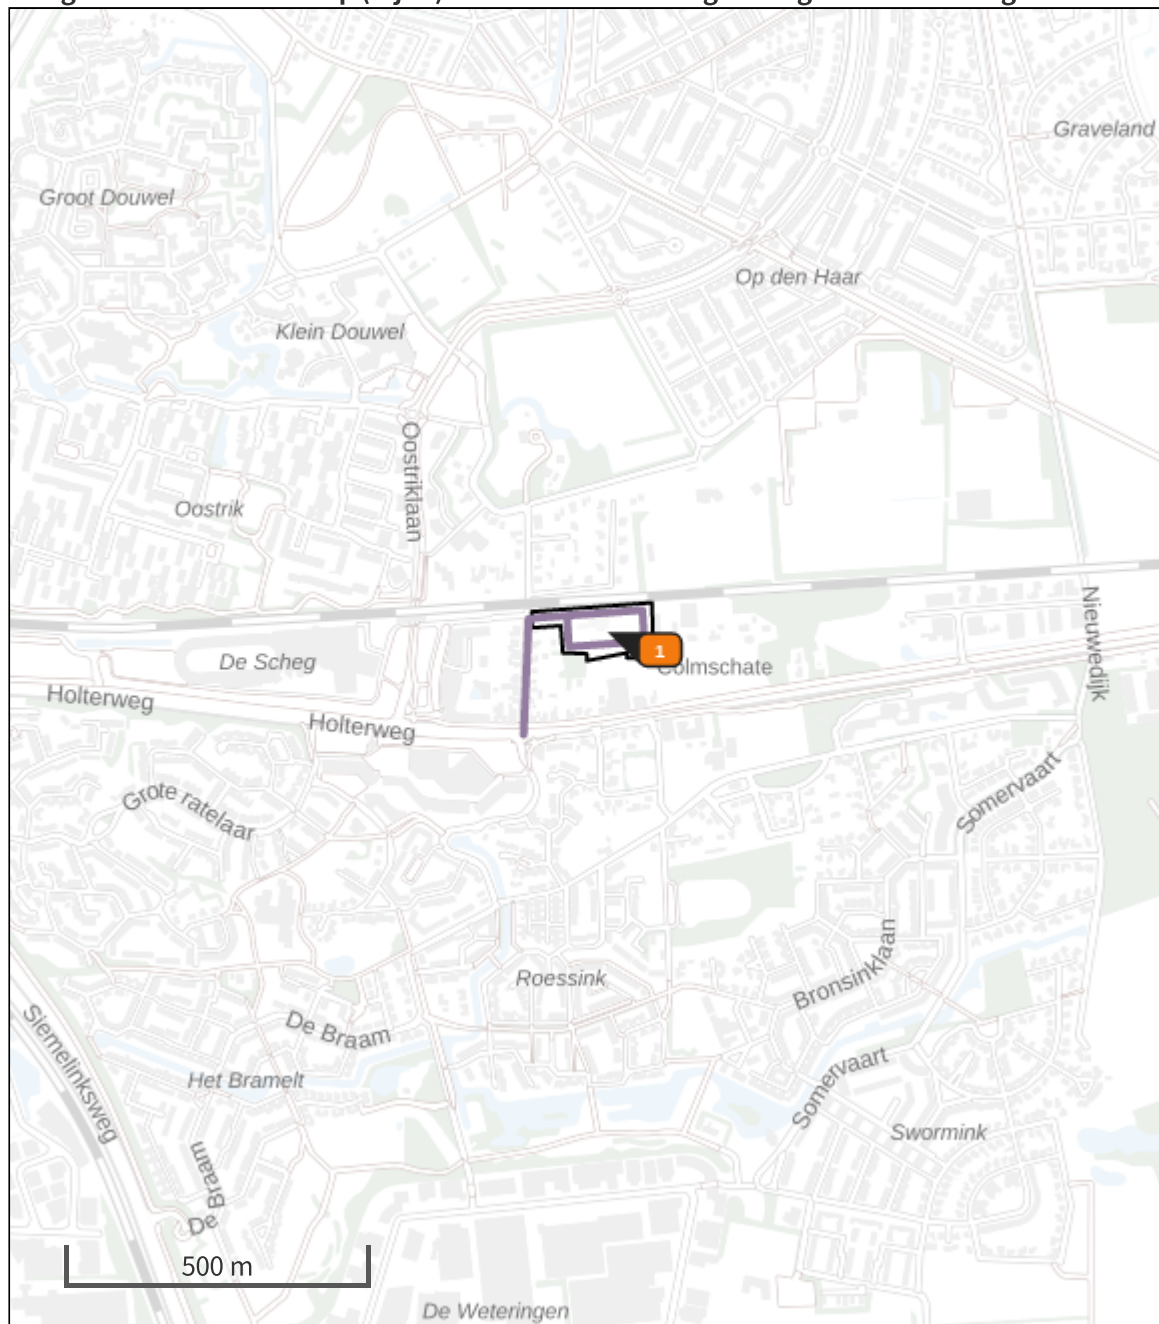 Graveland
Groot Douwel
Op den Haar
Klein Douwel
Oostriklaan
Oostrik
Nieuwedijk
1
De Scheg
Colmschate
Holterweg
Holterweg
Somervaart
Grote ratelaar
Bronsinklaan
Roessink
De Braam
Siemelinksweg
Somervaart
Het Bramelt
Swormink
De Braam
500 m
De Weteringen